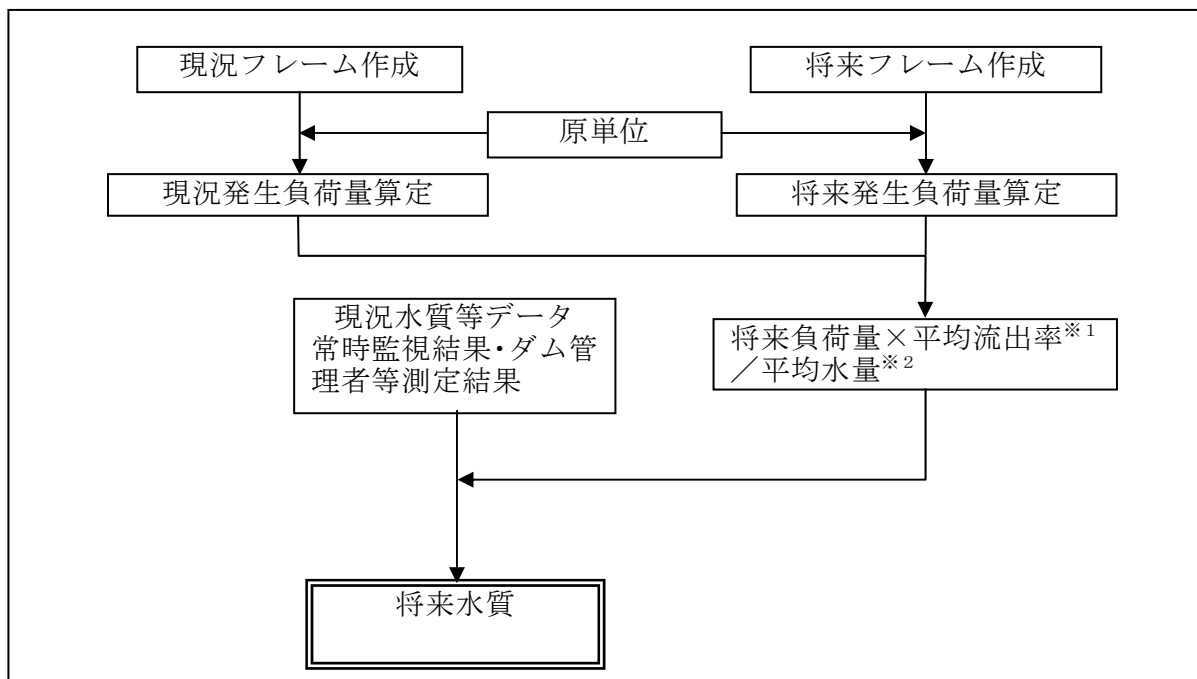 現況フレーム作成
将来フレーム作成
原単位
現況発生負荷量算定
将来発生負荷量算定
現況水質等データ
常時監視結果・ダム管
理者等測定結果
将来負荷量×平均流出率※1
／平均水量※2
将来水質